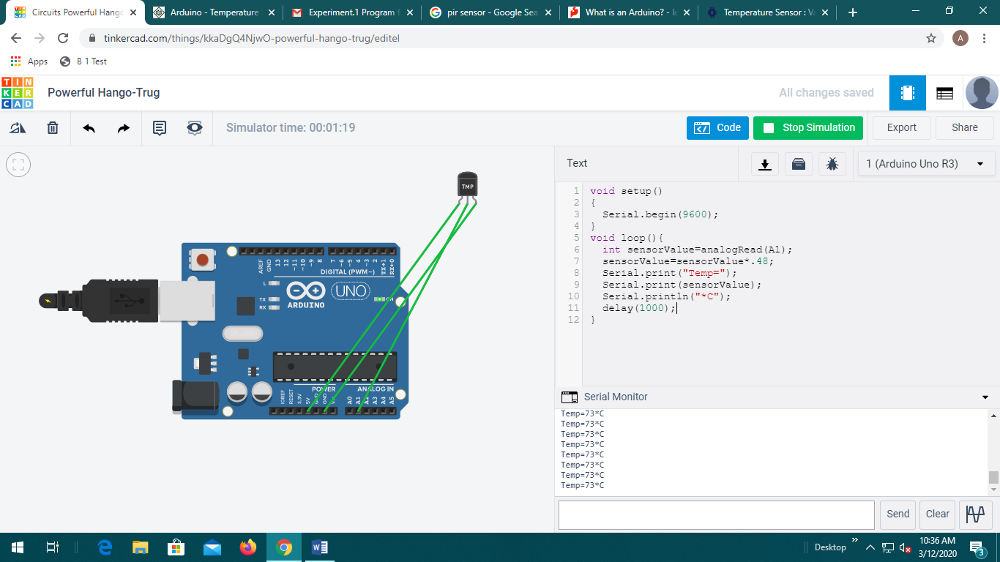 Circuits Powerful Hango
Arduino - Temperature
Experiment.1 Program f
pir sensor - Google Sea
What is an Arduino? - le
Temperature Sensor : Va
tinkercad.com/things/kkaDgQ4NjwO-powerful-hango-trug/editel
A
Apps
B 1 Test
TIN
KER
CAD
Powerful Hango-Trug
All changes saved
Simulator time: 00:01:19
Code
Stop Simulation
Export
Share
Text
1 (Arduino Uno R3)
TMP
AREF
GND
13
12
~11
~10
~9
8
7
~6
~5
4
~3
2
TX→1
RX←0
DIGITAL (PWM~)
L
TX
RX
UNO
ARDUINO
ON
POWER
ANALOG IN
IOREF
RESET
3.3V
5V
GND
GND
A0
A1
A2
A3
A4
A5
1 void setup()
2 {
3 Serial.begin(9600);
4 }
5 void loop(){
6 int sensorValue=analogRead(A1);
7 sensorValue=sensorValue*.48;
8 Serial.print("Temp=");
9 Serial.print(sensorValue);
10 Serial.println("*C");
11 delay(1000);
12 }
Serial Monitor
Temp=73*C
Temp=73*C
Temp=73*C
Temp=73*C
Temp=73*C
Temp=73*C
Temp=73*C
Temp=73*C
Send
Clear
Desktop
10:36 AM
3/12/2020
3